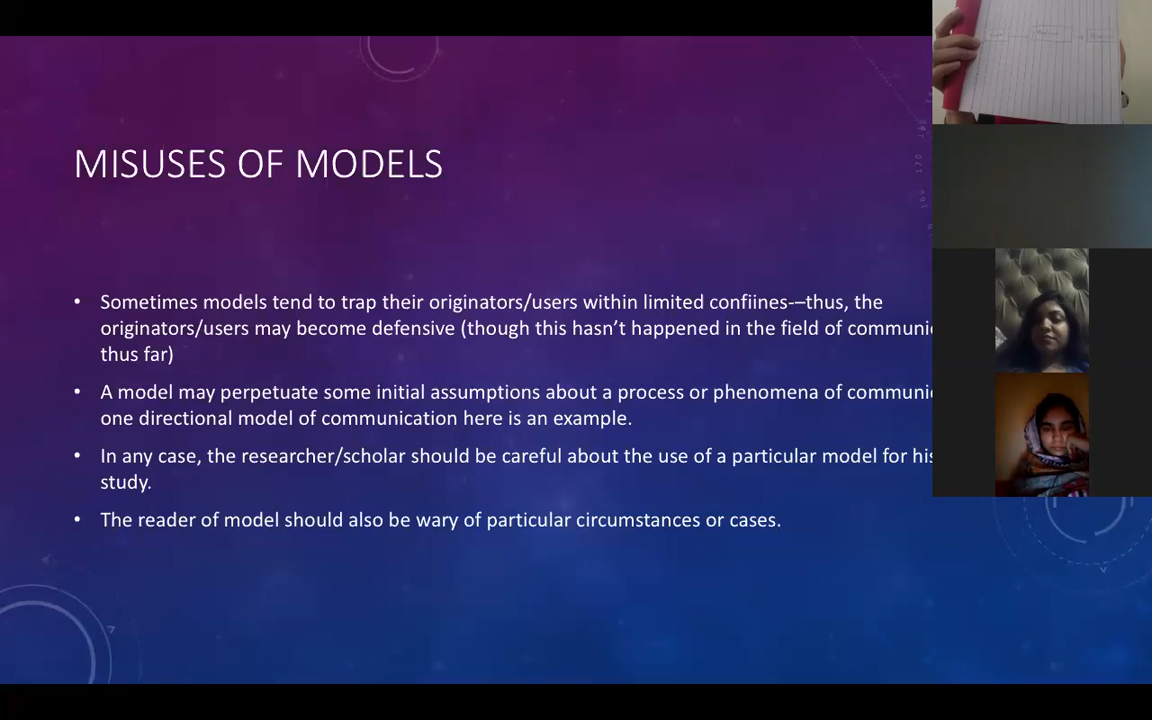 MISUSES OF MODELS
• Sometimes models tend to trap their originators/users within limited confiines-–thus, the
originators/users may become defensive (though this hasn't happened in the field of communic
thus far)
• A model may perpetuate some initial assumptions about a process or phenomena of communic
one directional model of communication here is an example.
• In any case, the researcher/scholar should be careful about the use of a particular model for his
study.
• The reader of model should also be wary of particular circumstances or cases.